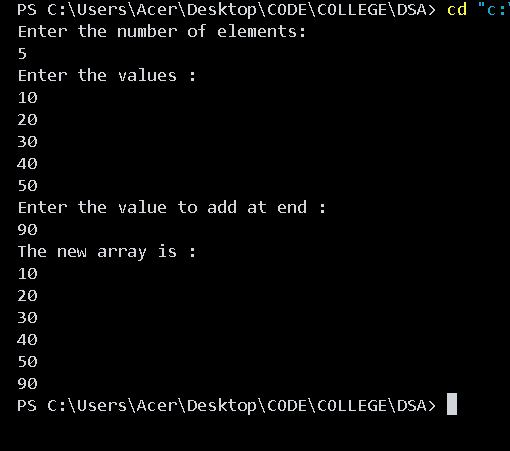 PS C:\Users\Acer\Desktop\CODE\COLLEGE\DSA> cd "c:\
Enter the number of elements:
5
Enter the values :
10
20
30
40
50
Enter the value to add at end :
90
The new array is :
10
20
30
40
50
90
PS C:\Users\Acer\Desktop\CODE\COLLEGE\DSA>